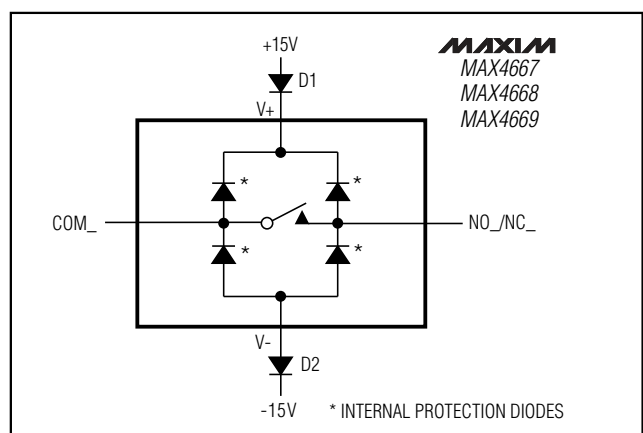 +15V
MAXIM
MAX4667
MAX4668
MAX4669
D1
V+
*
*
COM_
NO_/NC_
*
*
V-
D2
-15V
* INTERNAL PROTECTION DIODES